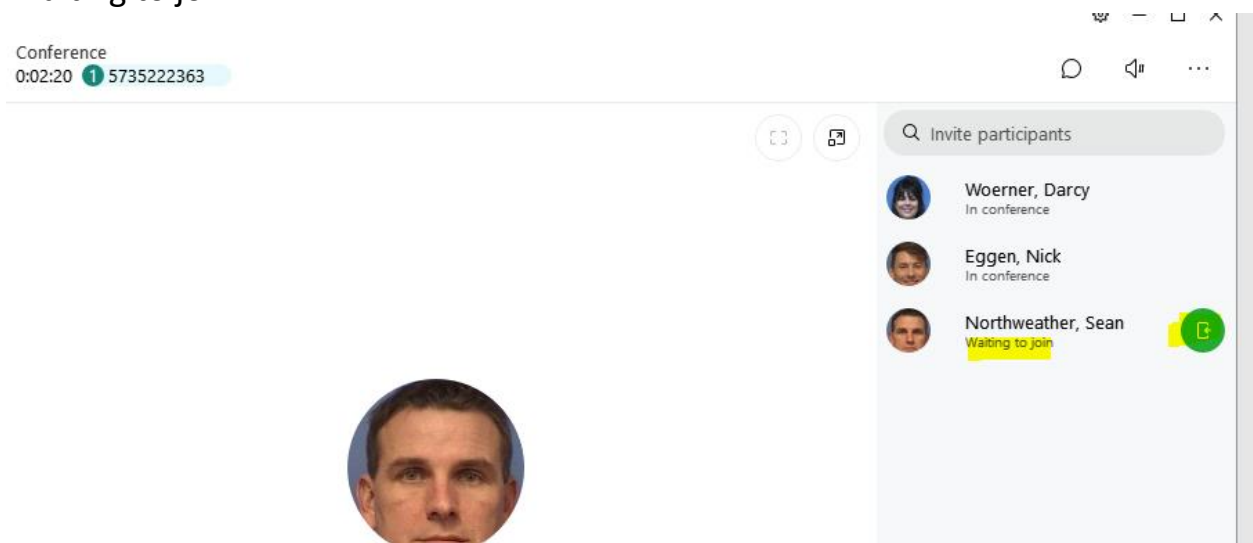 Conference
0:02:20 1 5735222363
Invite participants
Woerner, Darcy
In conference
Eggen, Nick
In conference
Northweather, Sean
Waiting to join